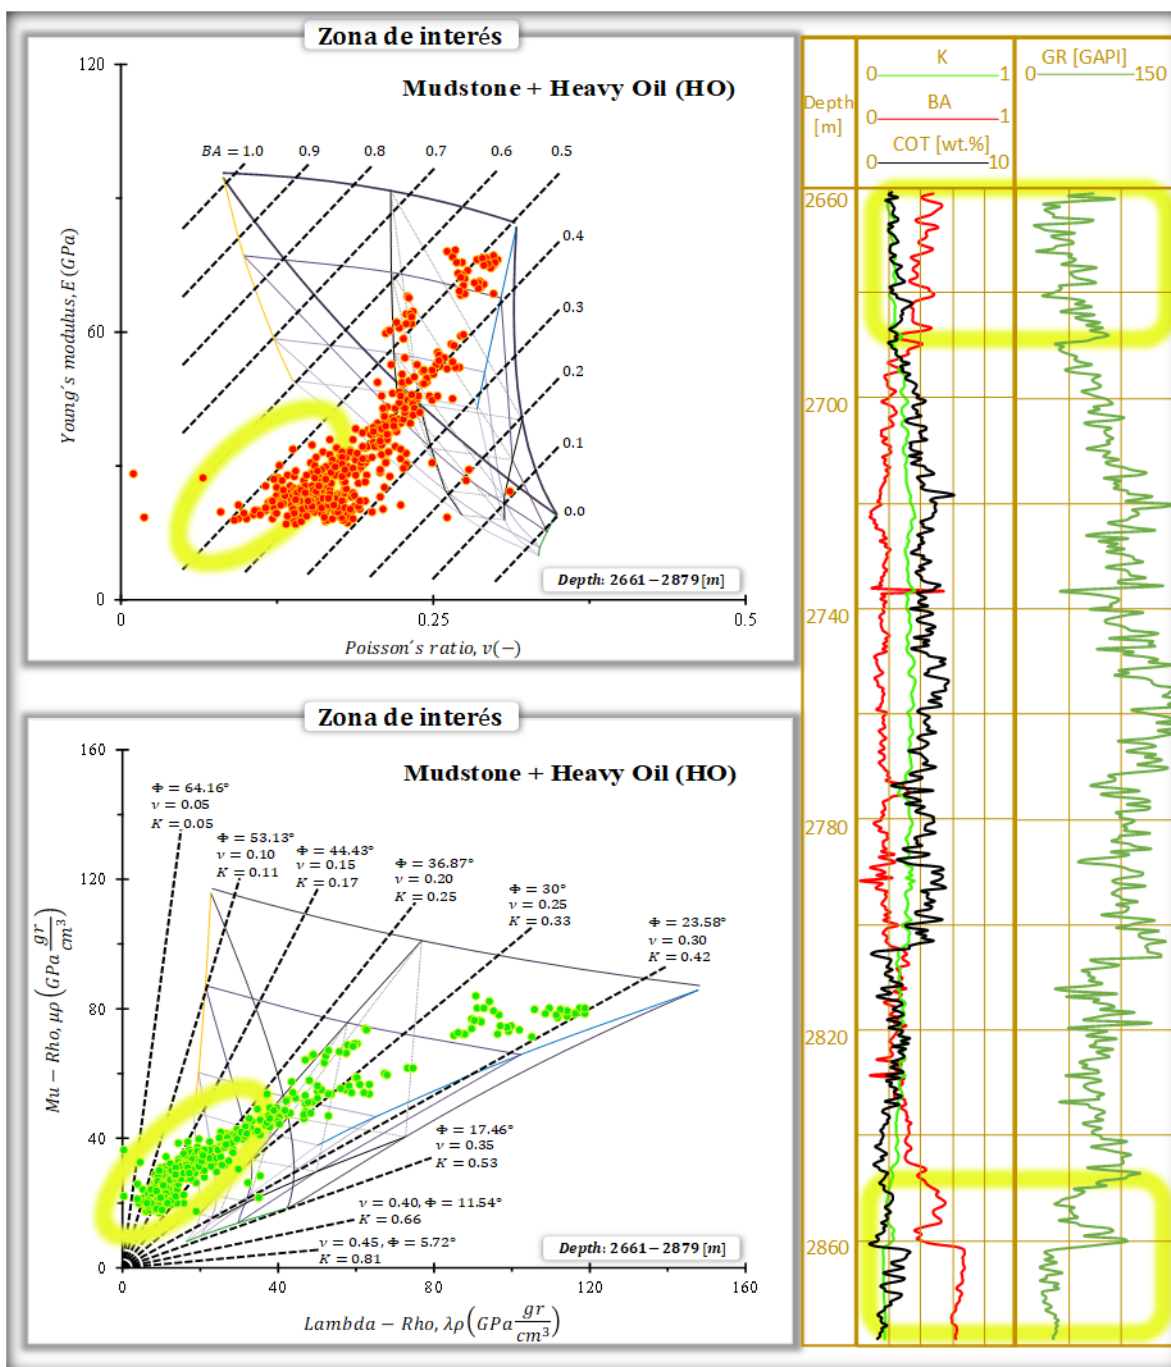 Zona de interés
Mudstone + Heavy Oil (HO)
120
60
0
Young´s modulus, E (GPa)
BA = 1.0 0.9 0.8 0.7 0.6 0.5
0.4
0.3
0.2
0.1
0.0
Depth: 2661 – 2879 [m]
0 0.25 0.5
Poisson´s ratio, ν(−)
Zona de interés
Mudstone + Heavy Oil (HO)
160
120
80
40
0
Mu − Rho, μρ (GPa gr/cm³)
Φ = 64.16°
ν = 0.05
K = 0.05
Φ = 53.13°
ν = 0.10
K = 0.11
Φ = 44.43°
ν = 0.15
K = 0.17
Φ = 36.87°
ν = 0.20
K = 0.25
Φ = 30°
ν = 0.25
K = 0.33
Φ = 23.58°
ν = 0.30
K = 0.42
Φ = 17.46°
ν = 0.35
K = 0.53
ν = 0.40, Φ = 11.54°
K = 0.66
ν = 0.45, Φ = 5.72°
K = 0.81
Depth: 2661 – 2879 [m]
0 40 80 120 160
Lambda − Rho, λρ (GPa gr/cm³)
Depth
[m]
K
0 1
BA
0 1
COT [wt.%]
0 10
GR [GAPI]
0 150
2660
2700
2740
2780
2820
2860